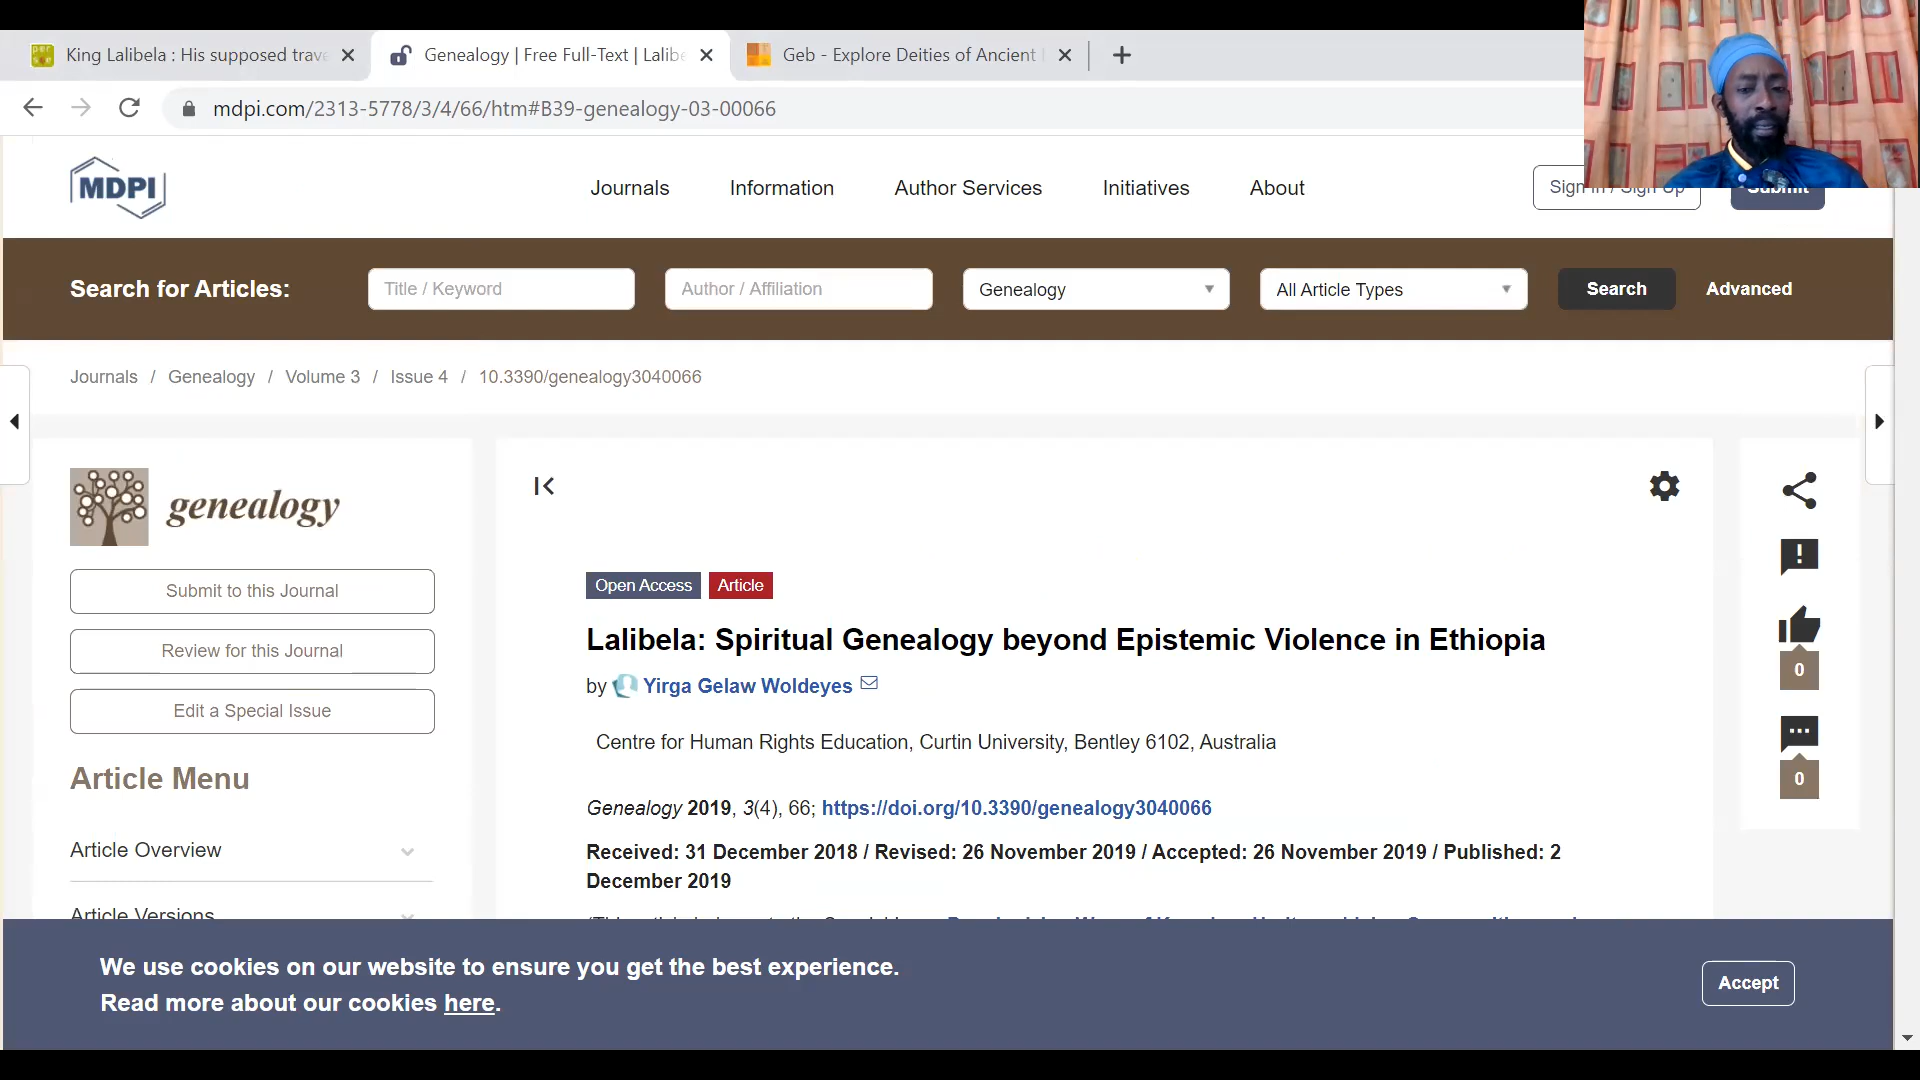 King Lalibela : His supposed trave
Genealogy | Free Full-Text | Lalibe
Geb - Explore Deities of Ancient
mdpi.com/2313-5778/3/4/66/htm#B39-genealogy-03-00066
MDPI
Journals
Information
Author Services
Initiatives
About
Sign In / Sign Up
Submit
Search for Articles:
Title / Keyword
Author / Affiliation
Genealogy
All Article Types
Search
Advanced
Journals / Genealogy / Volume 3 / Issue 4 / 10.3390/genealogy3040066
genealogy
Submit to this Journal
Review for this Journal
Edit a Special Issue
Article Menu
Article Overview
Article Versions
Open Access Article
Lalibela: Spiritual Genealogy beyond Epistemic Violence in Ethiopia
by Yirga Gelaw Woldeyes
Centre for Human Rights Education, Curtin University, Bentley 6102, Australia
Genealogy 2019, 3(4), 66; https://doi.org/10.3390/genealogy3040066
Received: 31 December 2018 / Revised: 26 November 2019 / Accepted: 26 November 2019 / Published: 2
December 2019
0
0
We use cookies on our website to ensure you get the best experience.
Read more about our cookies here.
Accept